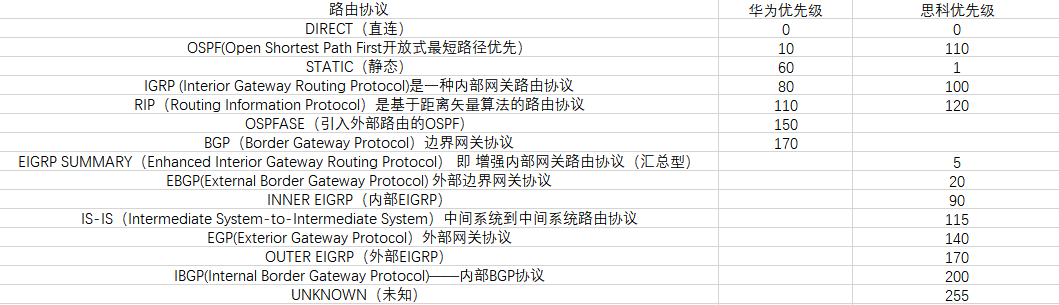 路由协议 华为优先级 思科优先级
DIRECT（直连） 0 0
OSPF(Open Shortest Path First开放式最短路径优先） 10 110
STATIC（静态） 60 1
IGRP (Interior Gateway Routing Protocol)是一种内部网关路由协议 80 100
RIP（Routing Information Protocol）是基于距离矢量算法的路由协议 110 120
OSPFASE（引入外部路由的OSPF） 150
BGP（Border Gateway Protocol）边界网关协议 170
EIGRP SUMMARY（Enhanced Interior Gateway Routing Protocol） 即 增强内部网关路由协议（汇总型） 5
EBGP(External Border Gateway Protocol) 外部边界网关协议 20
INNER EIGRP（内部EIGRP） 90
IS-IS（Intermediate System-to-Intermediate System）中间系统到中间系统路由协议 115
EGP(Exterior Gateway Protocol）外部网关协议 140
OUTER EIGRP（外部EIGRP） 170
IBGP(Internal Border Gateway Protocol)——内部BGP协议 200
UNKNOWN（未知） 255